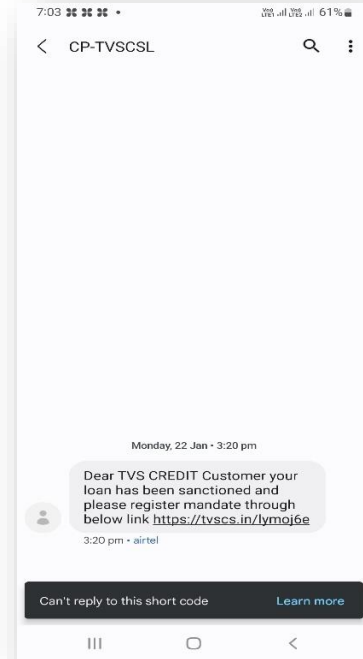 7:03
61%
CP-TVSCSL
Monday, 22 Jan • 3:20 pm
Dear TVS CREDIT Customer your
loan has been sanctioned and
please register mandate through
below link https://tvscs.in/lymoj6e
3:20 pm • airtel
Can't reply to this short code Learn more